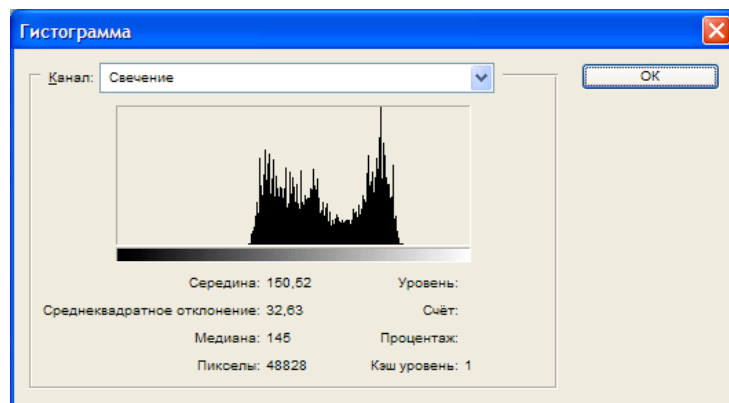 Гистограмма
Канал: Свечение
ОК
Середина: 150,52 Уровень:
Среднеквадратное отклонение: 32,63 Счёт:
Медиана: 145 Процентаж:
Пикселы: 48828 Кэш уровень: 1